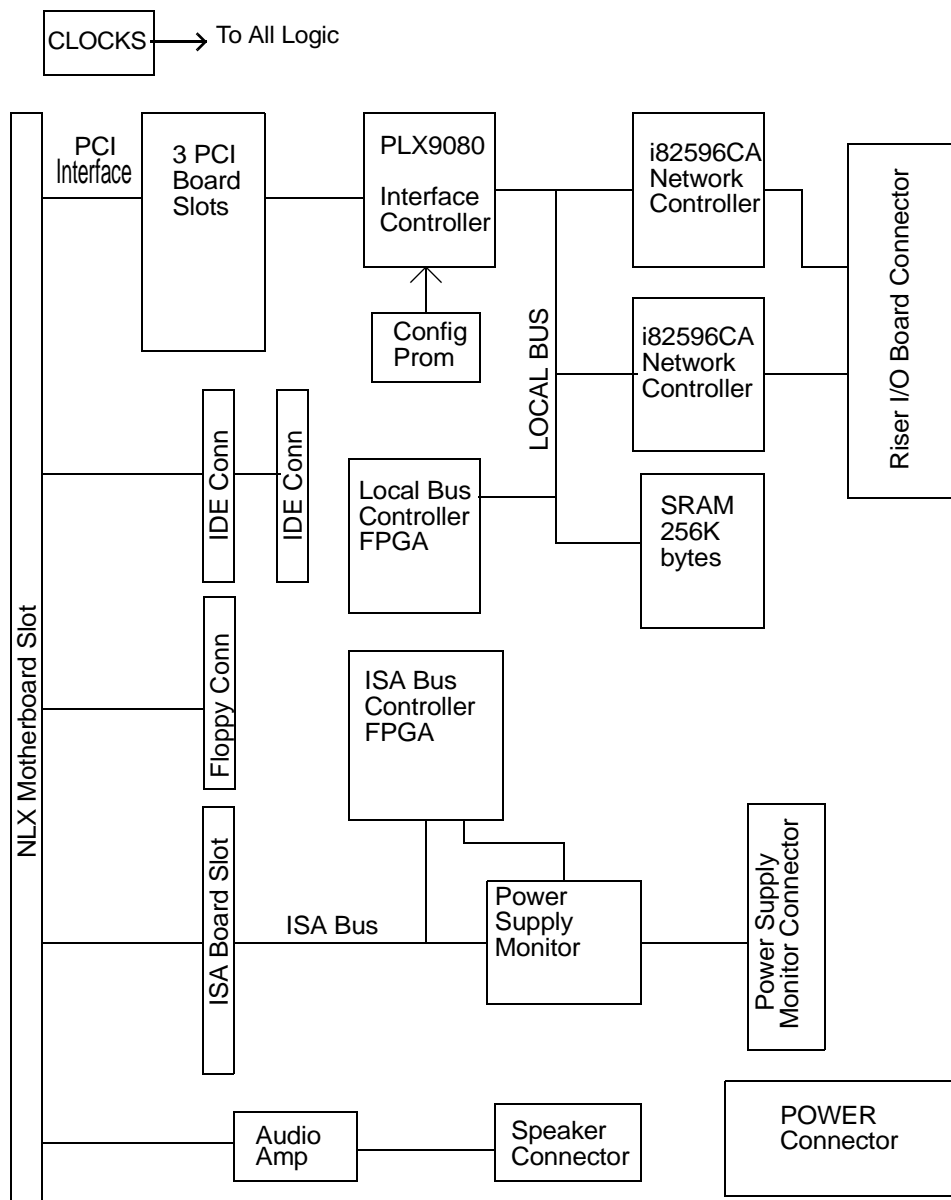 CLOCKS
To All Logic
PCI
Interface
3 PCI
Board
Slots
PLX9080
Interface
Controller
i82596CA
Network
Controller
Riser I/O Board Connector
Config
Prom
LOCAL BUS
i82596CA
Network
Controller
IDE Conn
IDE Conn
Local Bus
Controller
FPGA
SRAM
256K
bytes
NLX Motherboard Slot
Floppy Conn
ISA Bus
Controller
FPGA
ISA Board Slot
ISA Bus
Power
Supply
Monitor
Power Supply
Monitor Connector
Audio
Amp
Speaker
Connector
POWER
Connector